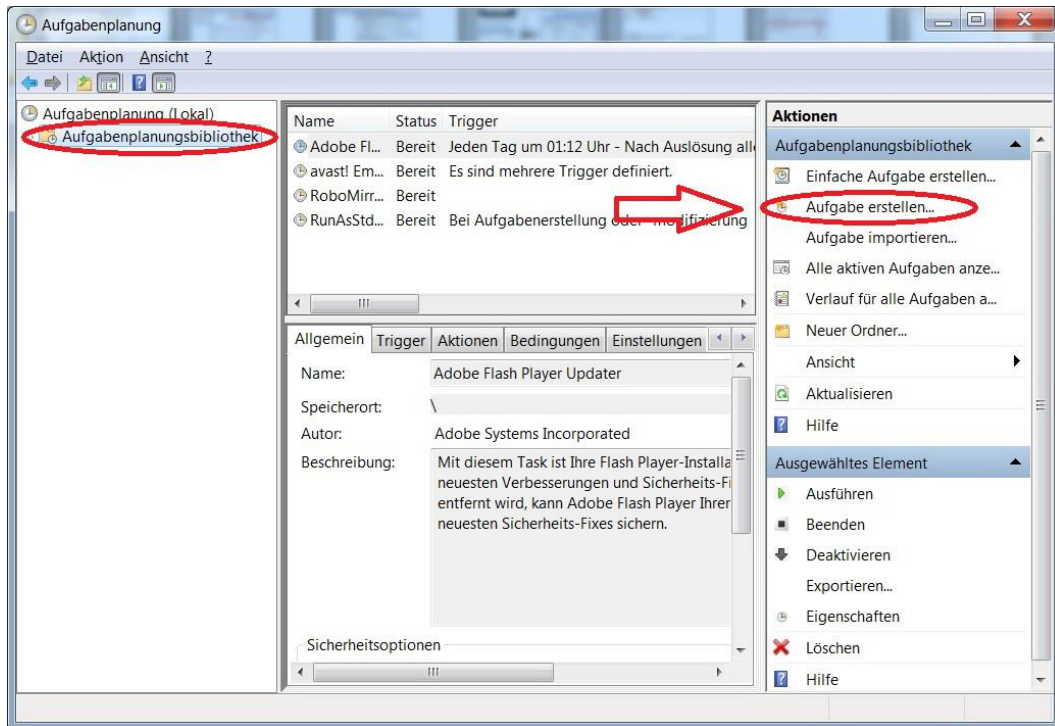 Aufgabenplanung
Datei Aktion Ansicht ?
Aufgabenplanung (Lokal)
Aufgabenplanungsbibliothek
Name Status Trigger
Adobe Fl... Bereit Jeden Tag um 01:12 Uhr - Nach Auslösung alle
avast! Em... Bereit Es sind mehrere Trigger definiert.
RoboMirr... Bereit
RunAsStd... Bereit Bei Aufgabenerstellung oder -modifizierung
Allgemein Trigger Aktionen Bedingungen Einstellungen
Name: Adobe Flash Player Updater
Speicherort: \
Autor: Adobe Systems Incorporated
Beschreibung: Mit diesem Task ist Ihre Flash Player-Installa
neuesten Verbesserungen und Sicherheits-Fi
entfernt wird, kann Adobe Flash Player Ihrer
neuesten Sicherheits-Fixes sichern.
Sicherheitsoptionen
Aktionen
Aufgabenplanungsbibliothek
Einfache Aufgabe erstellen...
Aufgabe erstellen...
Aufgabe importieren...
Alle aktiven Aufgaben anze...
Verlauf für alle Aufgaben a...
Neuer Ordner...
Ansicht
Aktualisieren
Hilfe
Ausgewähltes Element
Ausführen
Beenden
Deaktivieren
Exportieren...
Eigenschaften
Löschen
Hilfe